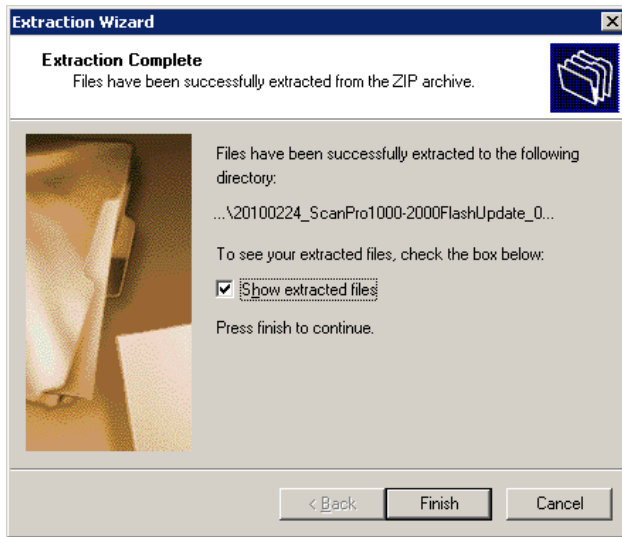 Extraction Wizard
Extraction Complete
Files have been successfully extracted from the ZIP archive.
Files have been successfully extracted to the following
directory:
...\20100224_ScanPro1000-2000FlashUpdate_0...
To see your extracted files, check the box below:
Show extracted files
Press finish to continue.
< Back Finish Cancel